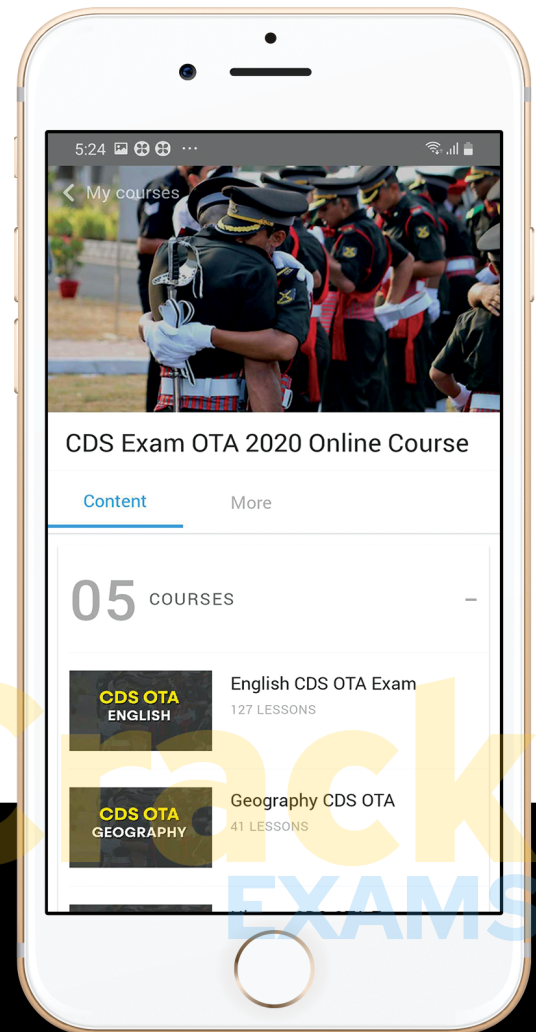 5:24 ...
My courses
CDS Exam OTA 2020 Online Course
Content
More
05 COURSES
CDS OTA
ENGLISH
English CDS OTA Exam
127 LESSONS
CDS OTA
GEOGRAPHY
Geography CDS OTA
41 LESSONS
Crack
EXAMS